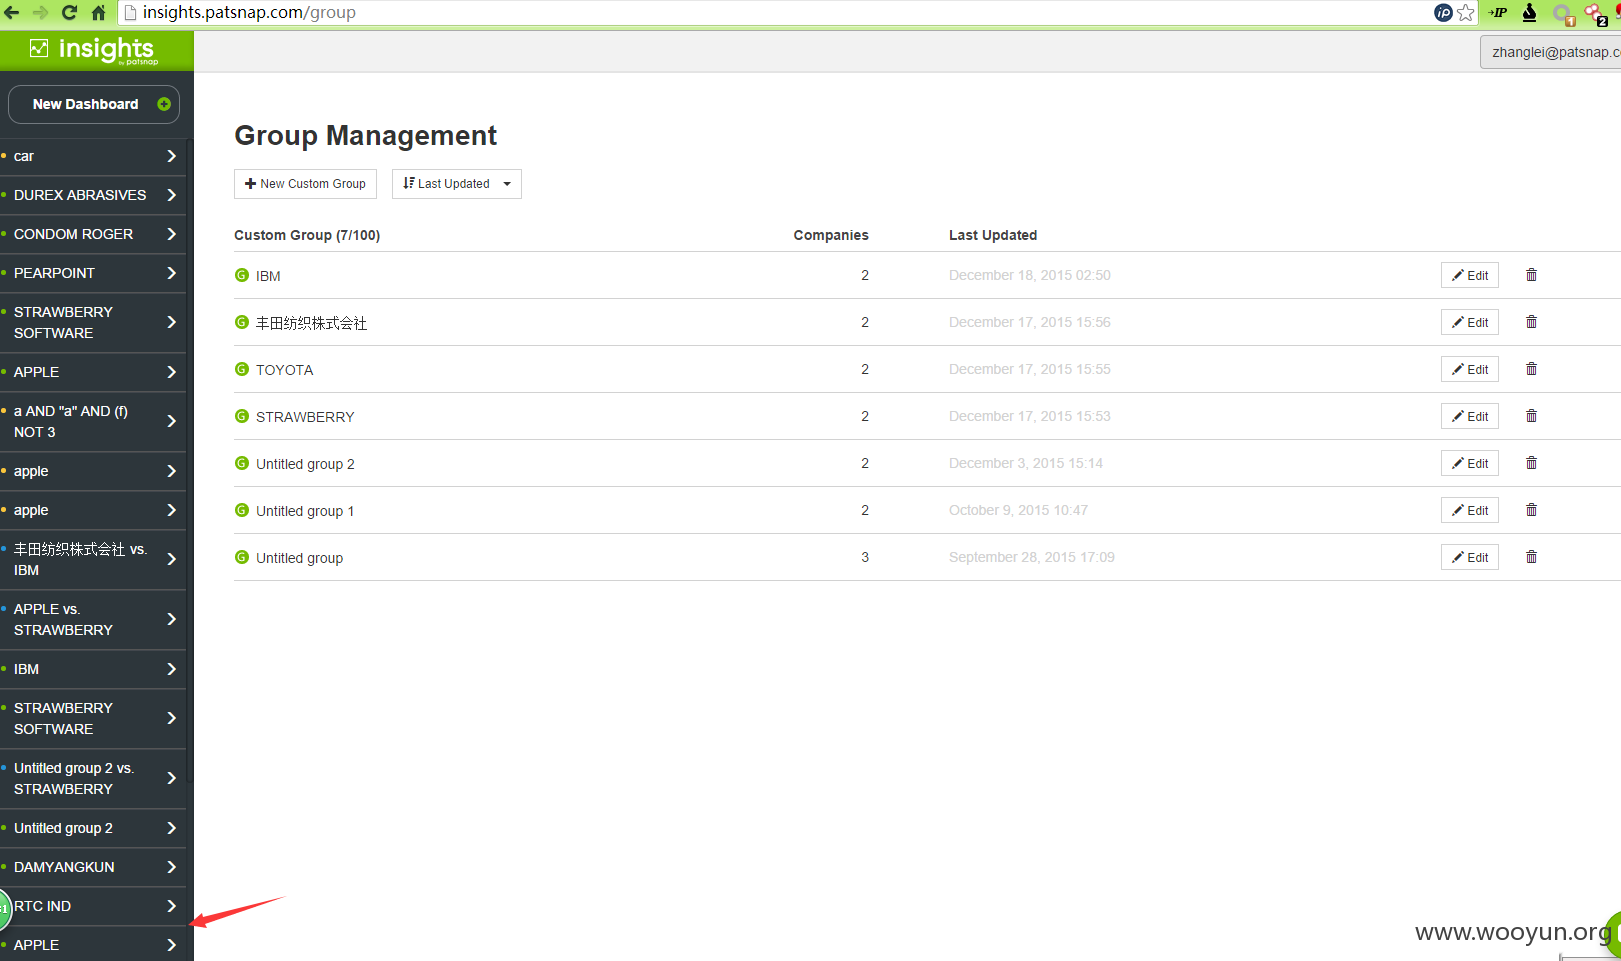 insights.patsnap.com/group
insights
by patsnap
zhanglei@patsnap.c
New Dashboard
car
DUREX ABRASIVES
CONDOM ROGER
PEARPOINT
STRAWBERRY
SOFTWARE
APPLE
a AND "a" AND (f)
NOT 3
apple
apple
丰田纺织株式会社 vs.
IBM
APPLE vs.
STRAWBERRY
IBM
STRAWBERRY
SOFTWARE
Untitled group 2 vs.
STRAWBERRY
Untitled group 2
DAMYANGKUN
RTC IND
APPLE
Group Management
New Custom Group
Last Updated
Custom Group (7/100) Companies Last Updated
IBM 2 December 18, 2015 02:50 Edit
丰田纺织株式会社 2 December 17, 2015 15:56 Edit
TOYOTA 2 December 17, 2015 15:55 Edit
STRAWBERRY 2 December 17, 2015 15:53 Edit
Untitled group 2 2 December 3, 2015 15:14 Edit
Untitled group 1 2 October 9, 2015 10:47 Edit
Untitled group 3 September 28, 2015 17:09 Edit
www.wooyun.org